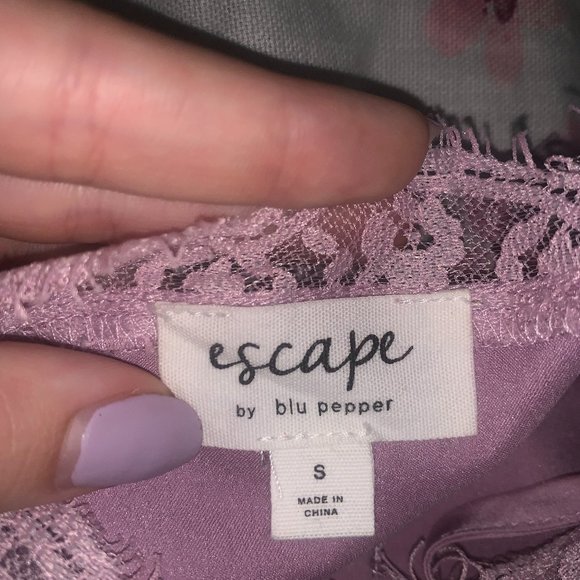 escape
by blu pepper
S
MADE IN
CHINA